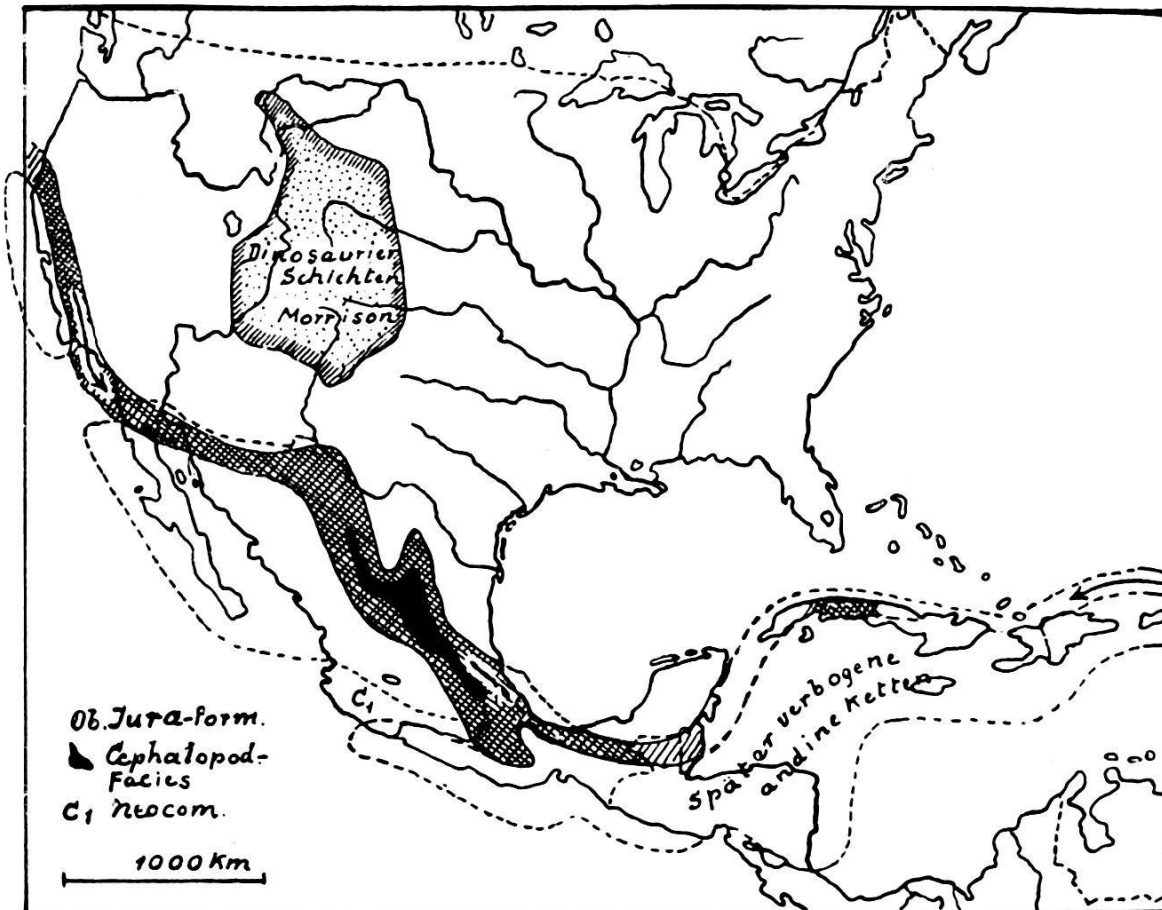 Dinosaurier
Schichten
Morrison
C1
Später verbogene
andine Ketten
Ob. Jura-form.
Cephalopod-
Facies
C1 Neocom.
1000 Km